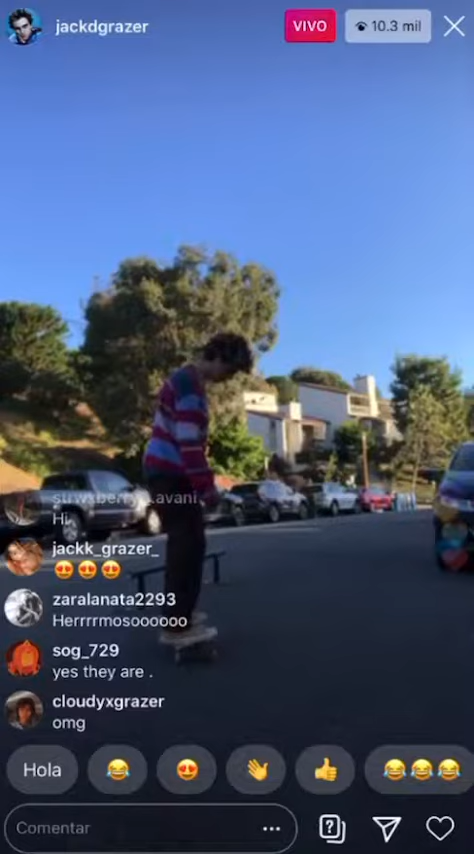 jackdgrazer
VIVO
10.3 mil
Hi
jackk_grazer_
😍😍😍
zaralanata2293
Herrrrmosoooooo
sog_729
yes they are .
cloudyxgrazer
omg
Hola
😂
😍
👋
👍
😂😂😂
Comentar